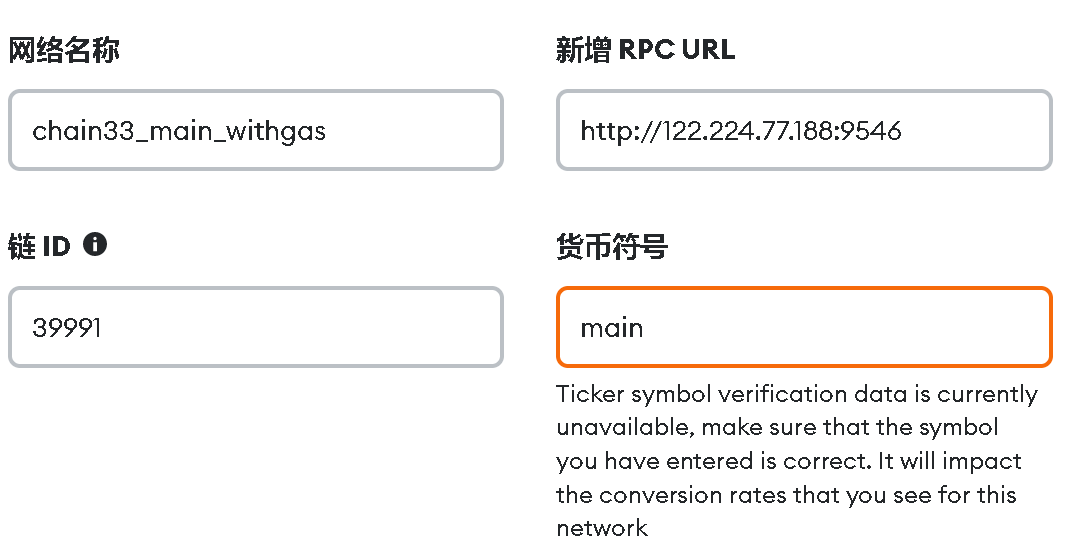 网络名称
新增 RPC URL
chain33_main_withgas
http://122.224.77.188:9546
链 ID
货币符号
39991
main
Ticker symbol verification data is currently
unavailable, make sure that the symbol
you have entered is correct. It will impact
the conversion rates that you see for this
network